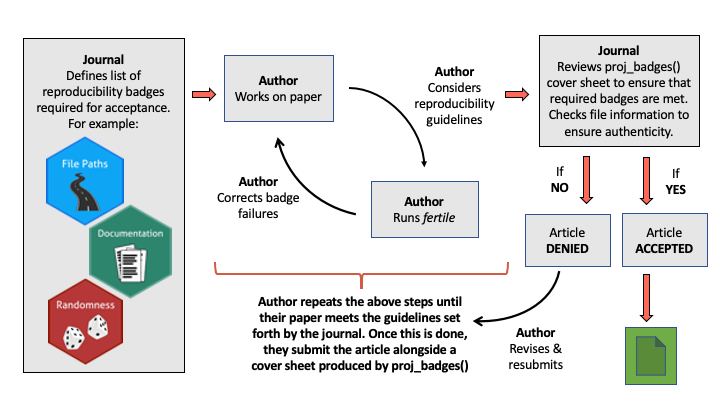 Journal
Defines list of
reproducibility badges
required for acceptance.
For example:
File Paths
Documentation
Randomness
Author
Works on paper
Author
Considers
reproducibility
guidelines
Author
Corrects badge
failures
Author
Runs fertile
Author repeats the above steps until
their paper meets the guidelines set
forth by the journal. Once this is done,
they submit the article alongside a
cover sheet produced by proj_badges()
Journal
Reviews proj_badges()
cover sheet to ensure that
required badges are met.
Checks file information to
ensure authenticity.
If
NO
If
YES
Article
DENIED
Article
ACCEPTED
Author
Revises &
resubmits